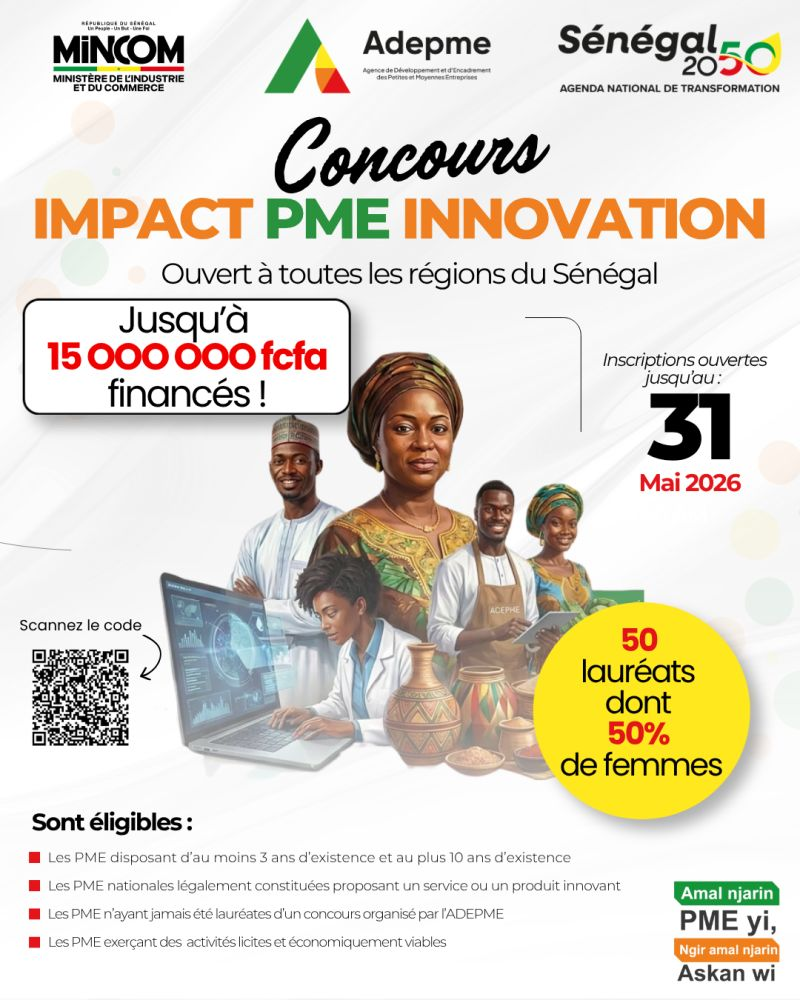 RÉPUBLIQUE DU SÉNÉGAL
Un Peuple - Un But - Une Foi
MiNCOM
MINISTÈRE DE L'INDUSTRIE
ET DU COMMERCE
Adepme
Agence de Développement et d'Encadrement
des Petites et Moyennes Entreprises
Sénégal
2050
AGENDA NATIONAL DE TRANSFORMATION
Concours
IMPACT PME INNOVATION
Ouvert à toutes les régions du Sénégal
Jusqu'à
15 000 000 fcfa
financés !
Inscriptions ouvertes
jusqu'au :
31
Mai 2026
ACEPHE
Scannez le code
50
lauréats
dont
50%
de femmes
Sont éligibles :
Les PME disposant d'au moins 3 ans d'existence et au plus 10 ans d'existence
Les PME nationales légalement constituées proposant un service ou un produit innovant
Les PME n'ayant jamais été lauréates d'un concours organisé par l'ADEPME
Les PME exerçant des activités licites et économiquement viables
Amal njarin
PME yi,
Ngir amal njarin
Askan wi